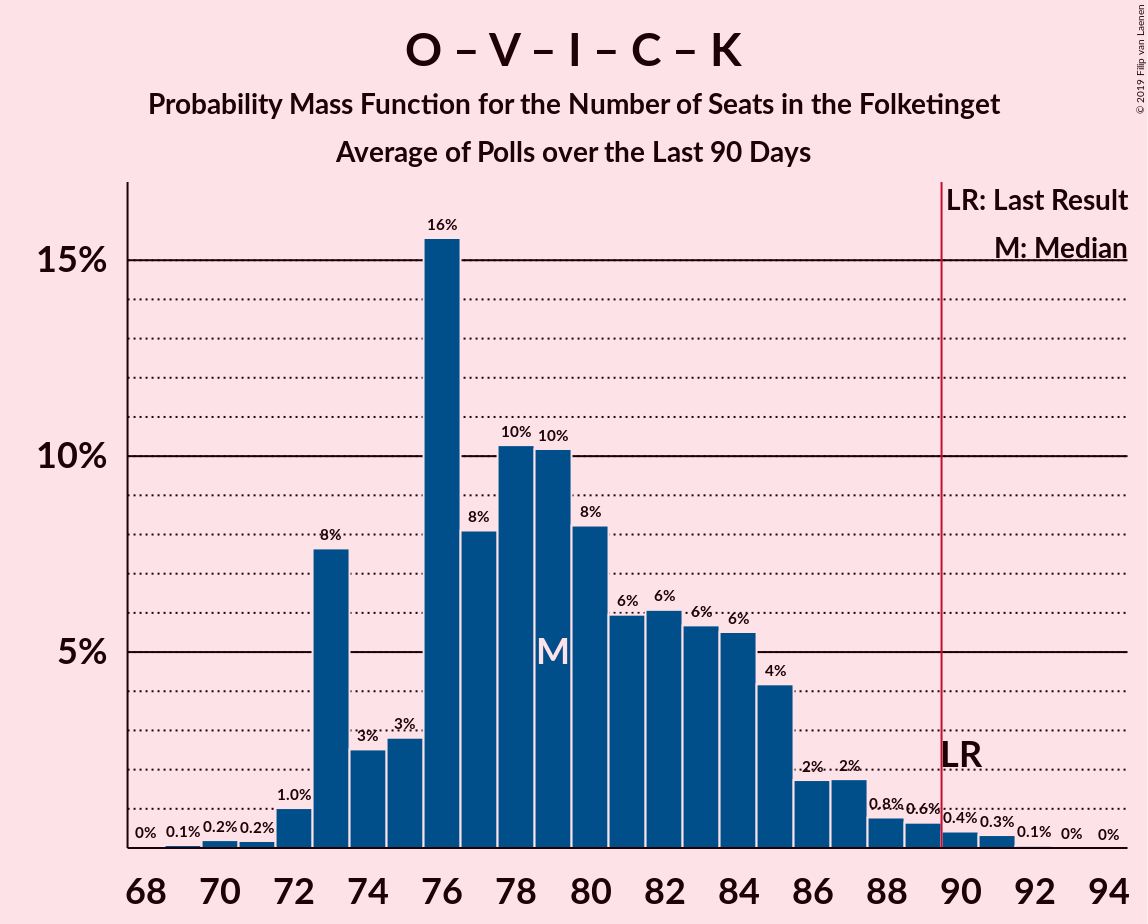 O – V – I – C – K
Probability Mass Function for the Number of Seats in the Folketinget
Average of Polls over the Last 90 Days
© 2019 Filip van Laenen
LR: Last Result
M: Median
15%
10%
5%
0% 0.1% 0.2% 0.2% 1.0% 8% 3% 3% 16% 8% 10% 10% 8% 6% 6% 6% 6% 4% 2% 2% 0.8% 0.6% 0.4% 0.3% 0.1% 0% 0%
M
LR
68 70 72 74 76 78 80 82 84 86 88 90 92 94